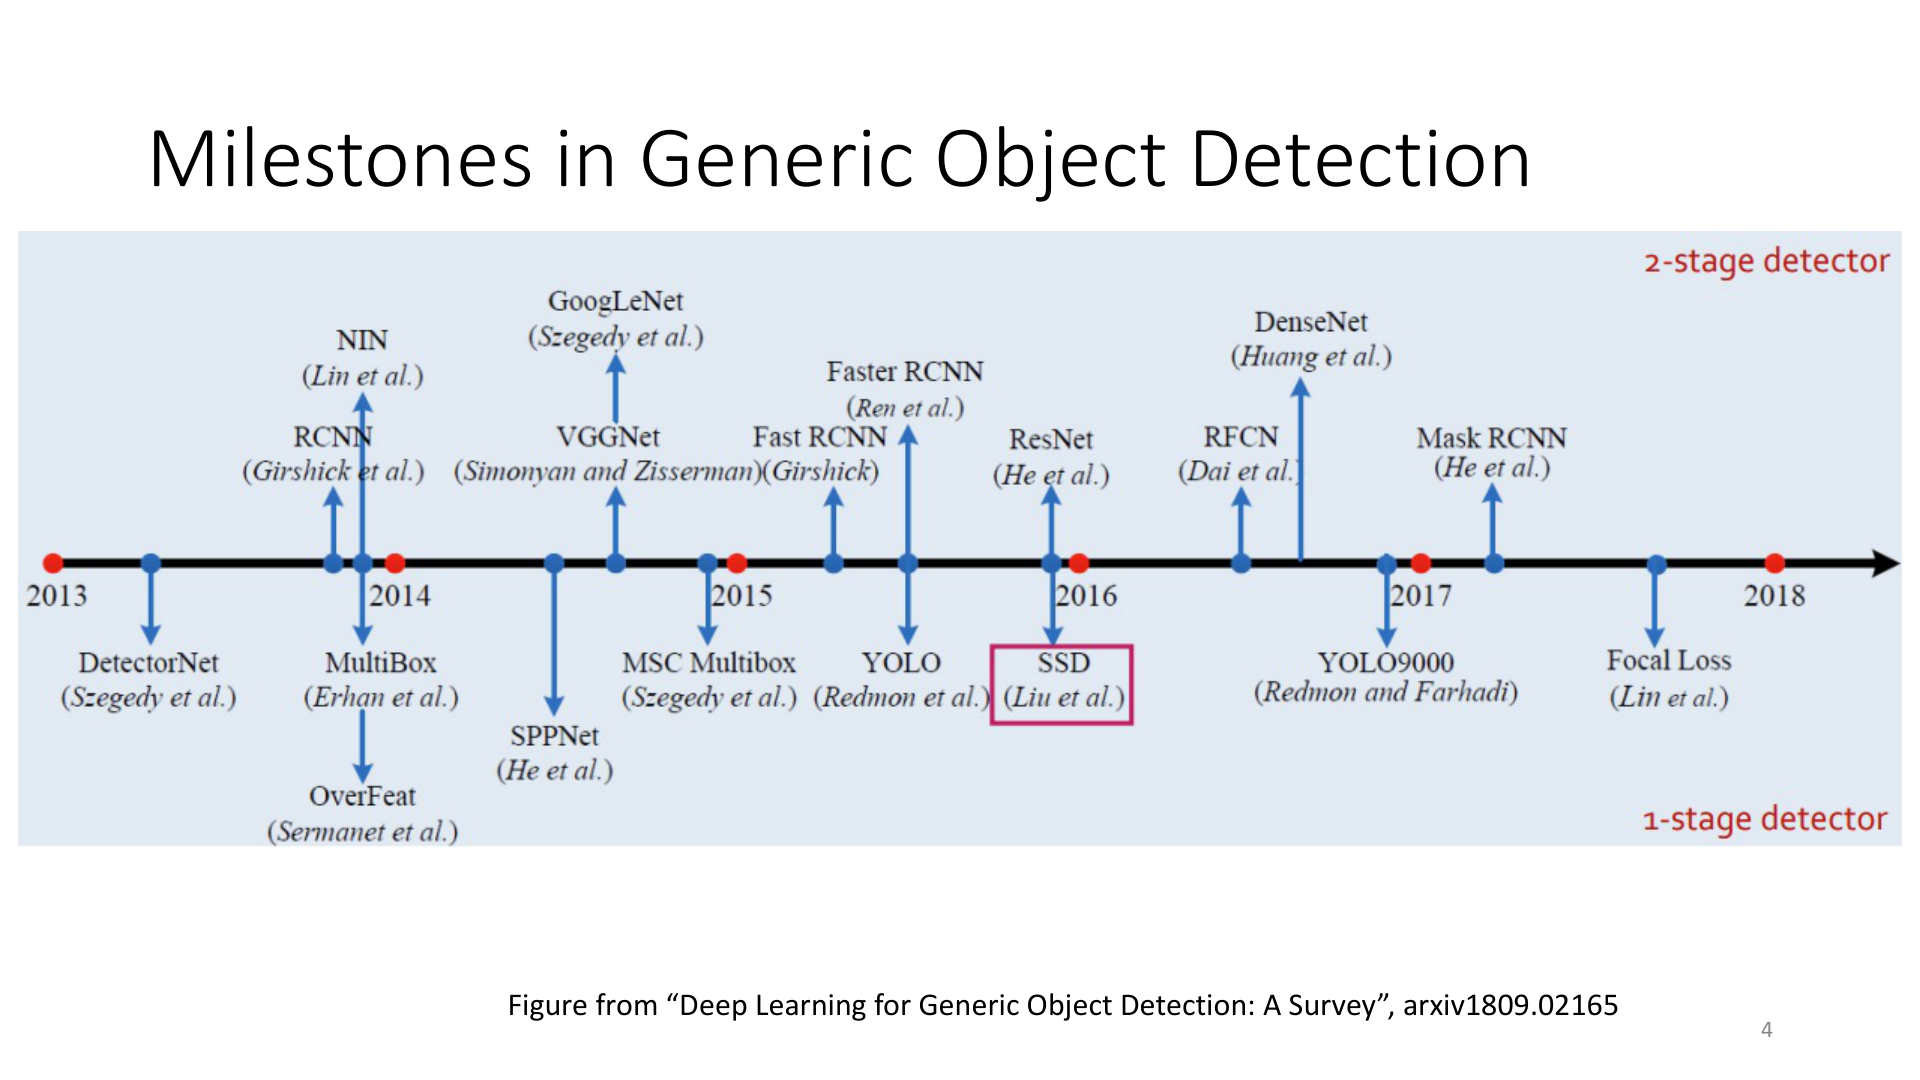 Milestones in Generic Object Detection
2-stage detector
GoogLeNet
(Szegedy et al.)
NIN
(Lin et al.)
DenseNet
(Huang et al.)
Faster RCNN
(Ren et al.)
RCNN
(Girshick et al.)
VGGNet
(Simonyan and Zisserman)
Fast RCNN
(Girshick)
ResNet
(He et al.)
RFCN
(Dai et al.)
Mask RCNN
(He et al.)
2013
2014
2015
2016
2017
2018
DetectorNet
(Szegedy et al.)
MultiBox
(Erhan et al.)
MSC Multibox
(Szegedy et al.)
YOLO
(Redmon et al.)
SSD
(Liu et al.)
YOLO9000
(Redmon and Farhadi)
Focal Loss
(Lin et al.)
SPPNet
(He et al.)
OverFeat
(Sermanet et al.)
1-stage detector
Figure from “Deep Learning for Generic Object Detection: A Survey”, arxiv1809.02165
4